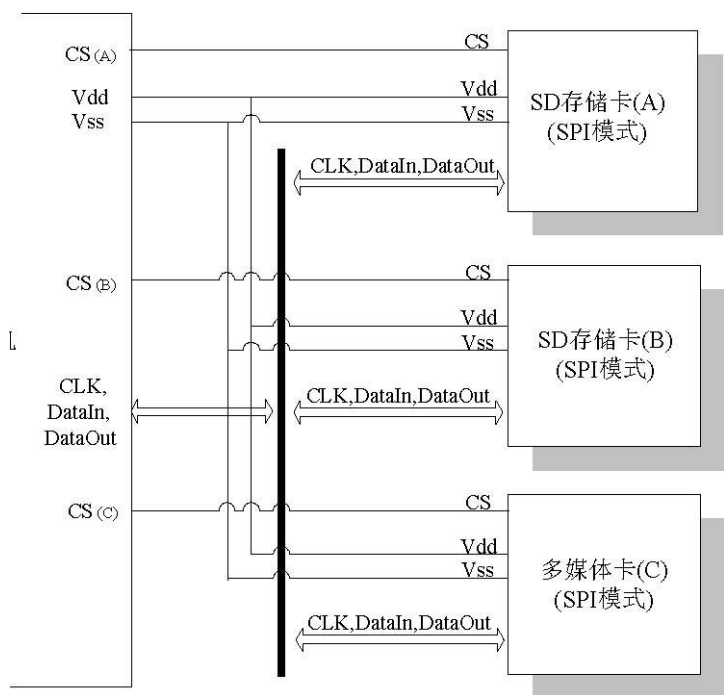 CS(A)
Vdd
Vss
CS
Vdd
Vss
CLK,DataIn,DataOut
SD存储卡(A)
(SPI模式)
CS(B)
CS
Vdd
Vss
CLK,DataIn,DataOut
SD存储卡(B)
(SPI模式)
CLK,
DataIn,
DataOut
CS(C)
CS
Vdd
Vss
CLK,DataIn,DataOut
多媒体卡(C)
(SPI模式)